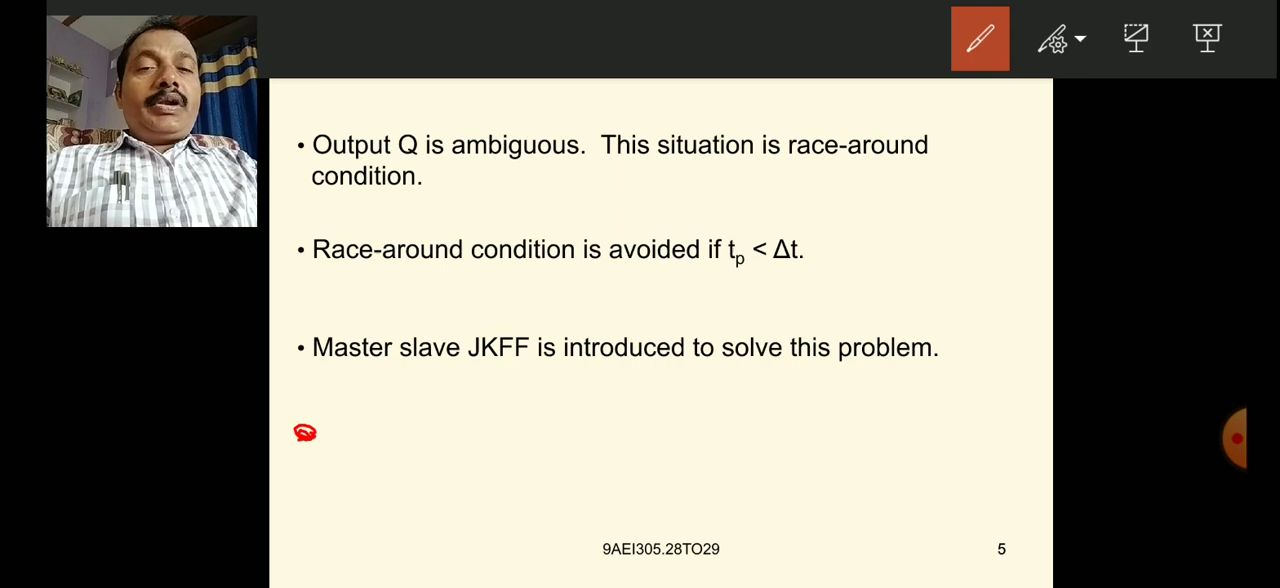 • Output Q is ambiguous.  This situation is race-around
condition.
• Race-around condition is avoided if tp < Δt.
• Master slave JKFF is introduced to solve this problem.
9AEI305.28TO29
5